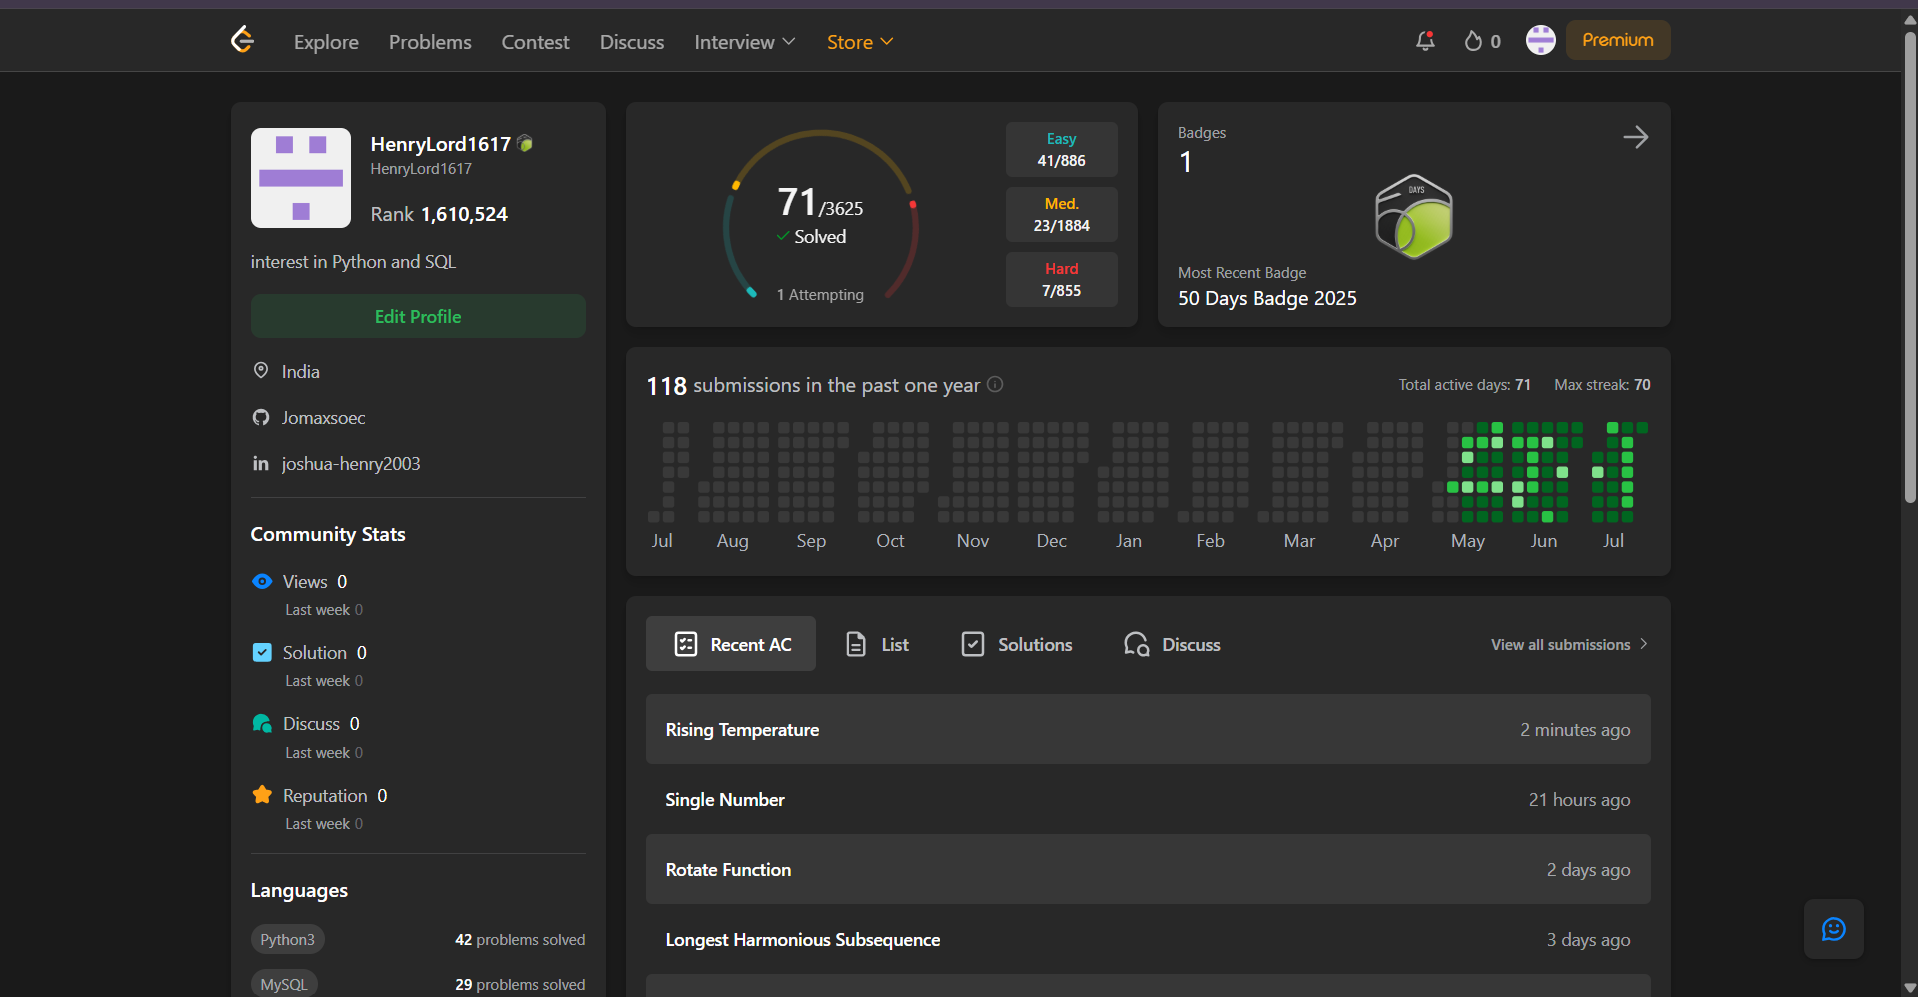 Explore Problems Contest Discuss Interview Store 0 Premium
HenryLord1617
HenryLord1617
Rank 1,610,524
interest in Python and SQL
Edit Profile
India
Jomaxsoec
joshua-henry2003
Community Stats
Views 0
Last week 0
Solution 0
Last week 0
Discuss 0
Last week 0
Reputation 0
Last week 0
Languages
Python3 42 problems solved
MySQL 29 problems solved
71/3625
Solved
1 Attempting
Easy
41/886
Med.
23/1884
Hard
7/855
Badges
1
DAYS
Most Recent Badge
50 Days Badge 2025
118 submissions in the past one year Total active days: 71 Max streak: 70
Jul Aug Sep Oct Nov Dec Jan Feb Mar Apr May Jun Jul
Recent AC List Solutions Discuss View all submissions
Rising Temperature 2 minutes ago
Single Number 21 hours ago
Rotate Function 2 days ago
Longest Harmonious Subsequence 3 days ago